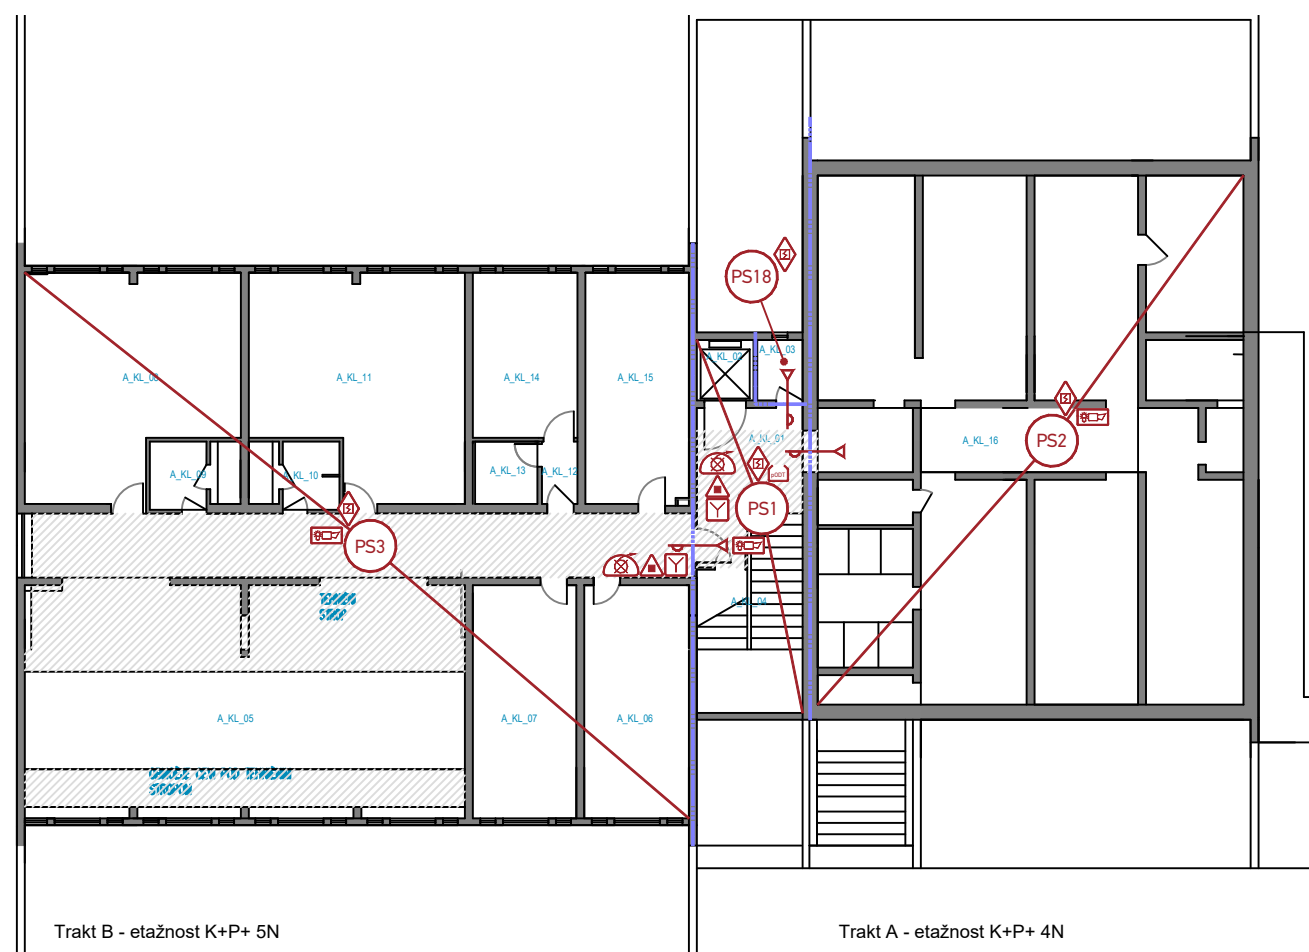 PS18
A_KL_02
A_KL_03
A_KL_08
A_KL_11
A_KL_14
A_KL_15
A_KL_01
A_KL_16
PS2
A_KL_09
A_KL_10
A_KL_13
A_KL_12
PS1
PS3
A_KL_04
A_KL_05
A_KL_07
A_KL_06
Trakt B - etažnost K+P+ 5N
Trakt A - etažnost K+P+ 4N